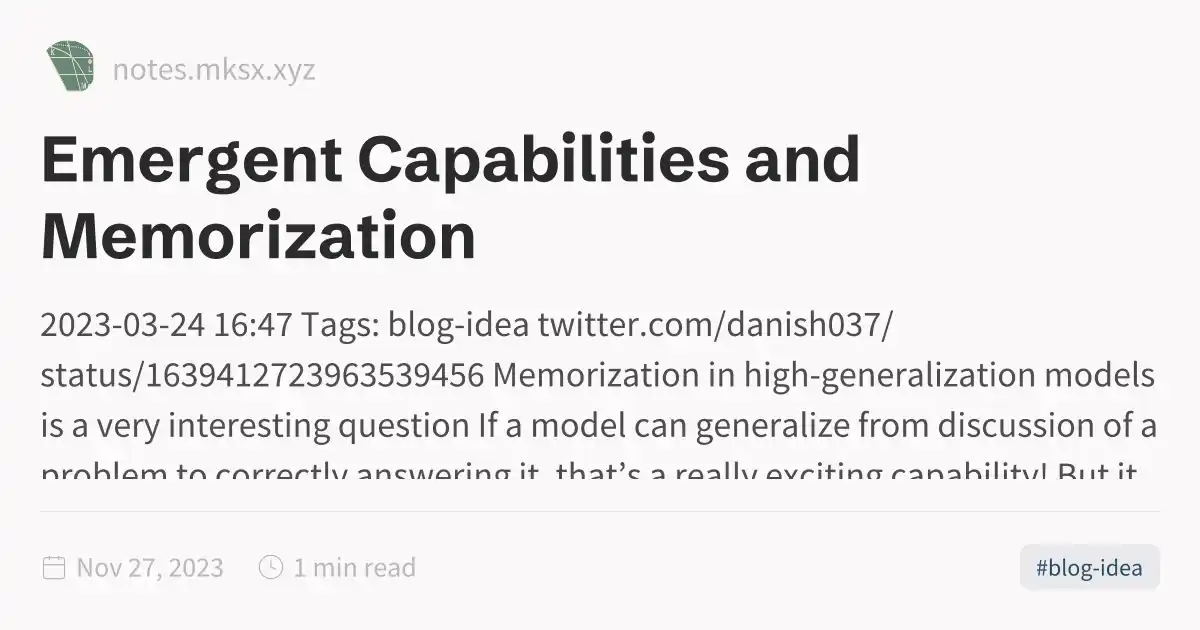 notes.mksx.xyz
Emergent Capabilities and
Memorization
2023-03-24 16:47 Tags: blog-idea twitter.com/danish037/
status/1639412723963539456 Memorization in high-generalization models
is a very interesting question If a model can generalize from discussion of a
problem to correctly answering it, that’s a really exciting capability! But it
Nov 27, 2023
1 min read
#blog-idea